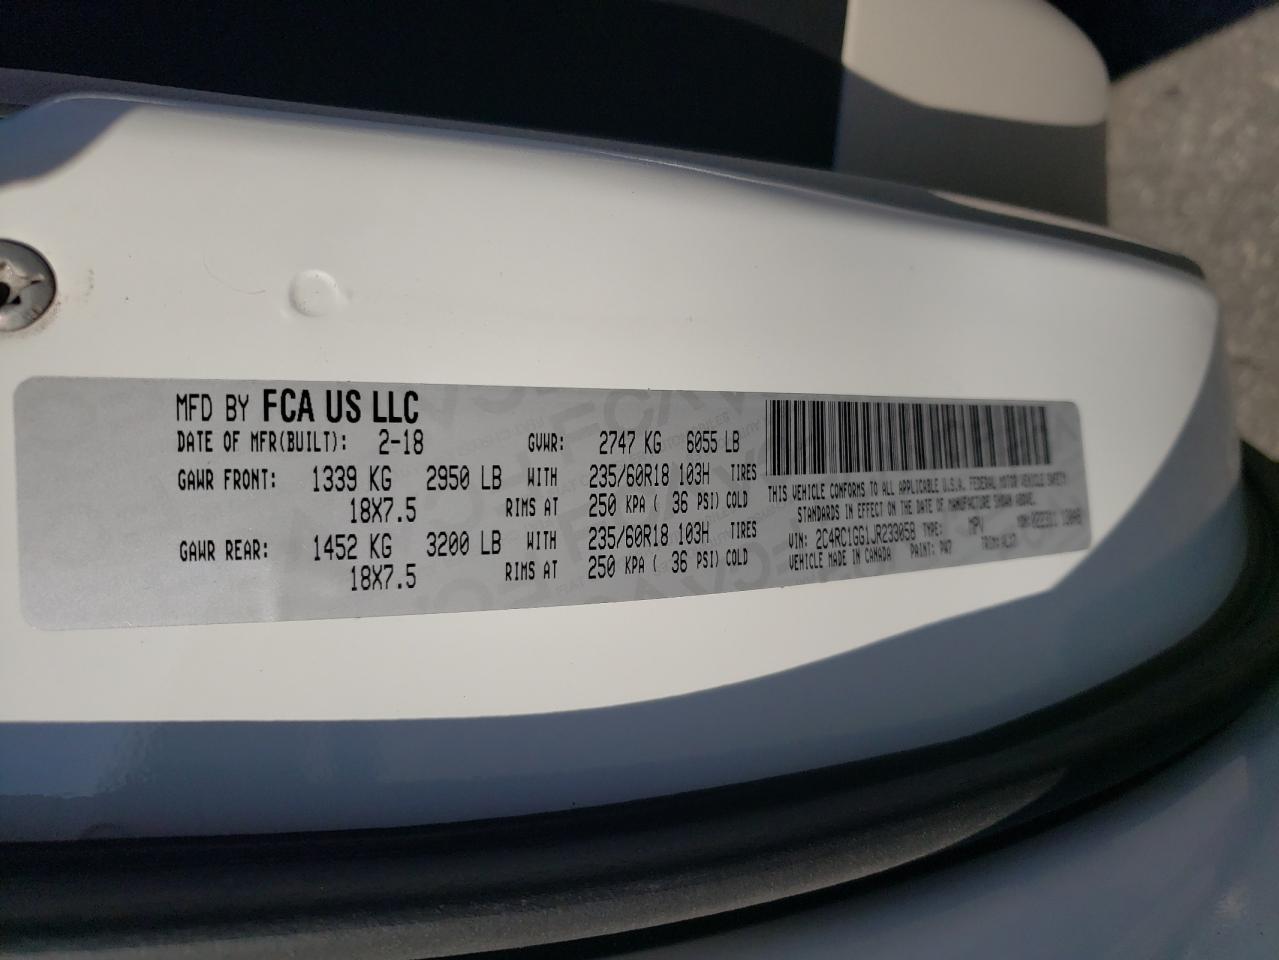 MFD BY FCA US LLC
DATE OF MFR(BUILT): 2-18 GVWR: 2747 KG 6055 LB
GAWR FRONT: 1339 KG 2950 LB WITH 235/60R18 103H TIRES
18X7.5 RIMS AT 250 KPA ( 36 PSI) COLD
GAWR REAR: 1452 KG 3200 LB WITH 235/60R18 103H TIRES
18X7.5 RIMS AT 250 KPA ( 36 PSI) COLD
THIS VEHICLE CONFORMS TO ALL APPLICABLE U.S.A. FEDERAL MOTOR VEHICLE SAFETY
STANDARDS IN EFFECT ON THE DATE OF MANUFACTURE SHOWN ABOVE.
VIN: 2C4RC1GG1JR233058 TYPE: MPV MDH:
VEHICLE MADE IN CANADA PAINT: PW7 TRIM: